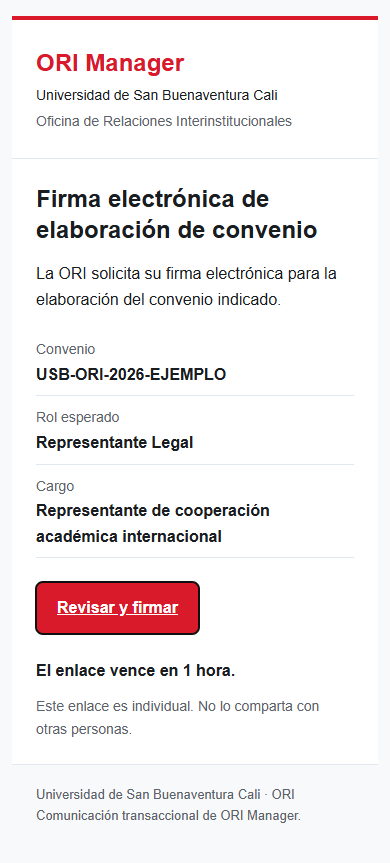 ORI Manager
Universidad de San Buenaventura Cali
Oficina de Relaciones Interinstitucionales
Firma electrónica de
elaboración de convenio
La ORI solicita su firma electrónica para la
elaboración del convenio indicado.
Convenio
USB-ORI-2026-EJEMPLO
Rol esperado
Representante Legal
Cargo
Representante de cooperación
académica internacional
Revisar y firmar
El enlace vence en 1 hora.
Este enlace es individual. No lo comparta con
otras personas.
Universidad de San Buenaventura Cali · ORI
Comunicación transaccional de ORI Manager.